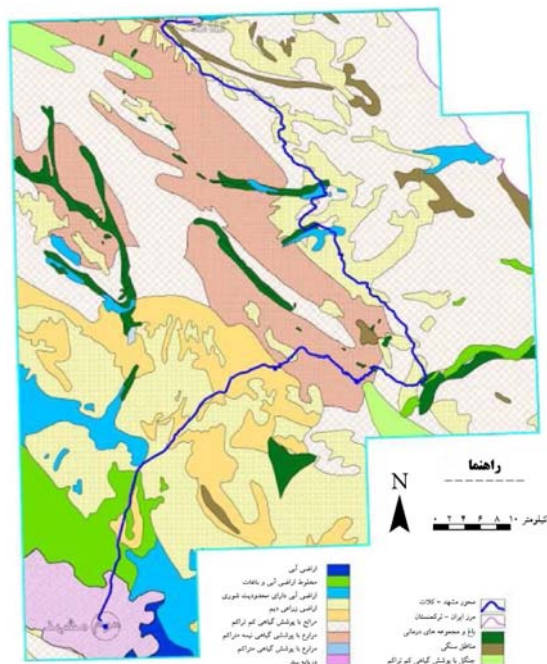 راهنما
N
۰ ۲ ۴ ۶ ۸ ۱۰ کیلومتر
اراضی آبی
مخلوط اراضی آبی و باغات
اراضی آبی دارای محدودیت شوری
اراضی زراعی دیم
مراتع با پوشش گیاهی کم تراکم
مراتع با پوشش گیاهی نیمه متراکم
مراتع با پوشش گیاهی متراکم
محور مشهد - کلات
مرز ایران - ترکمنستان
باغ و مجموعه های درمانی
مناطق سنگی
جنگل با پوشش گیاهی کم تراکم
مشهد